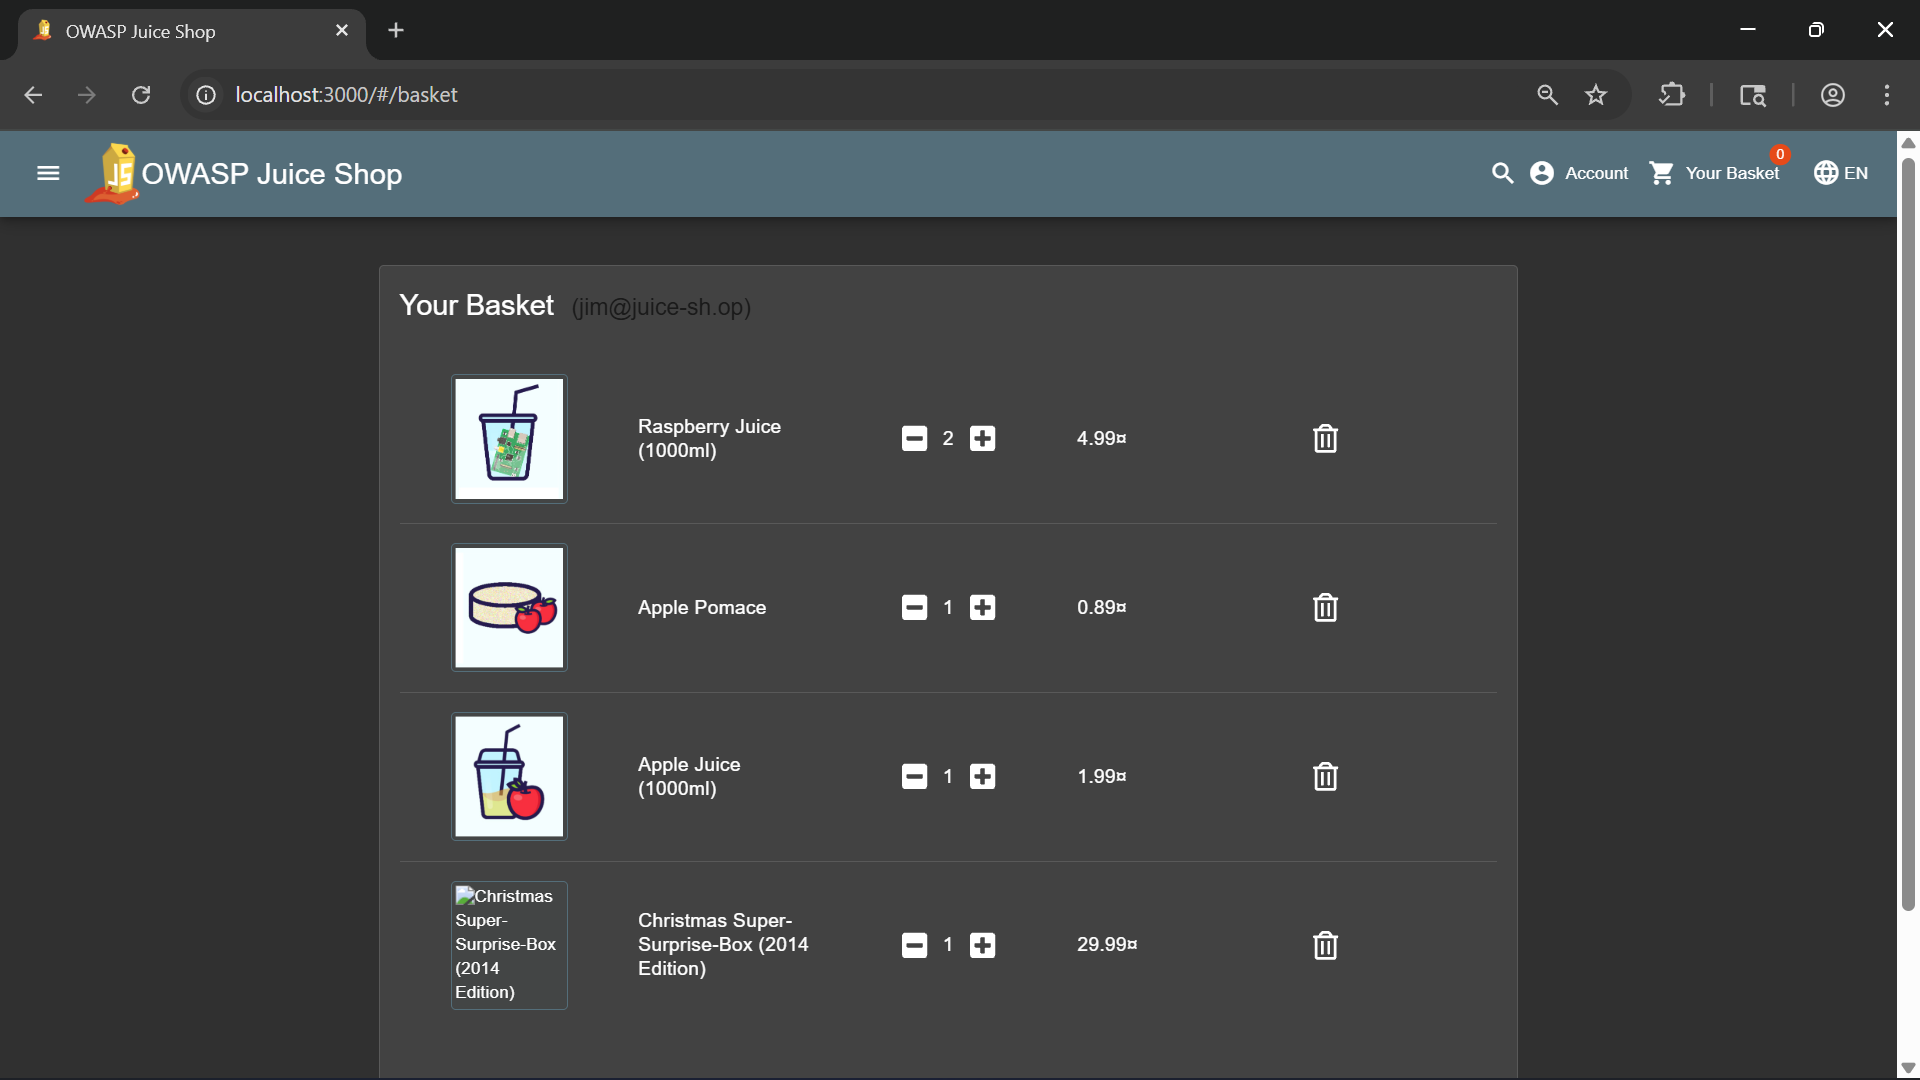 OWASP Juice Shop
localhost:3000/#/basket
OWASP Juice Shop
Account
0
Your Basket
EN
Your Basket (jim@juice-sh.op)
Raspberry Juice
(1000ml)
2
4.99¤
Apple Pomace
1
0.89¤
Apple Juice
(1000ml)
1
1.99¤
Christmas
Super-
Surprise-Box
(2014
Edition)
Christmas Super-
Surprise-Box (2014
Edition)
1
29.99¤